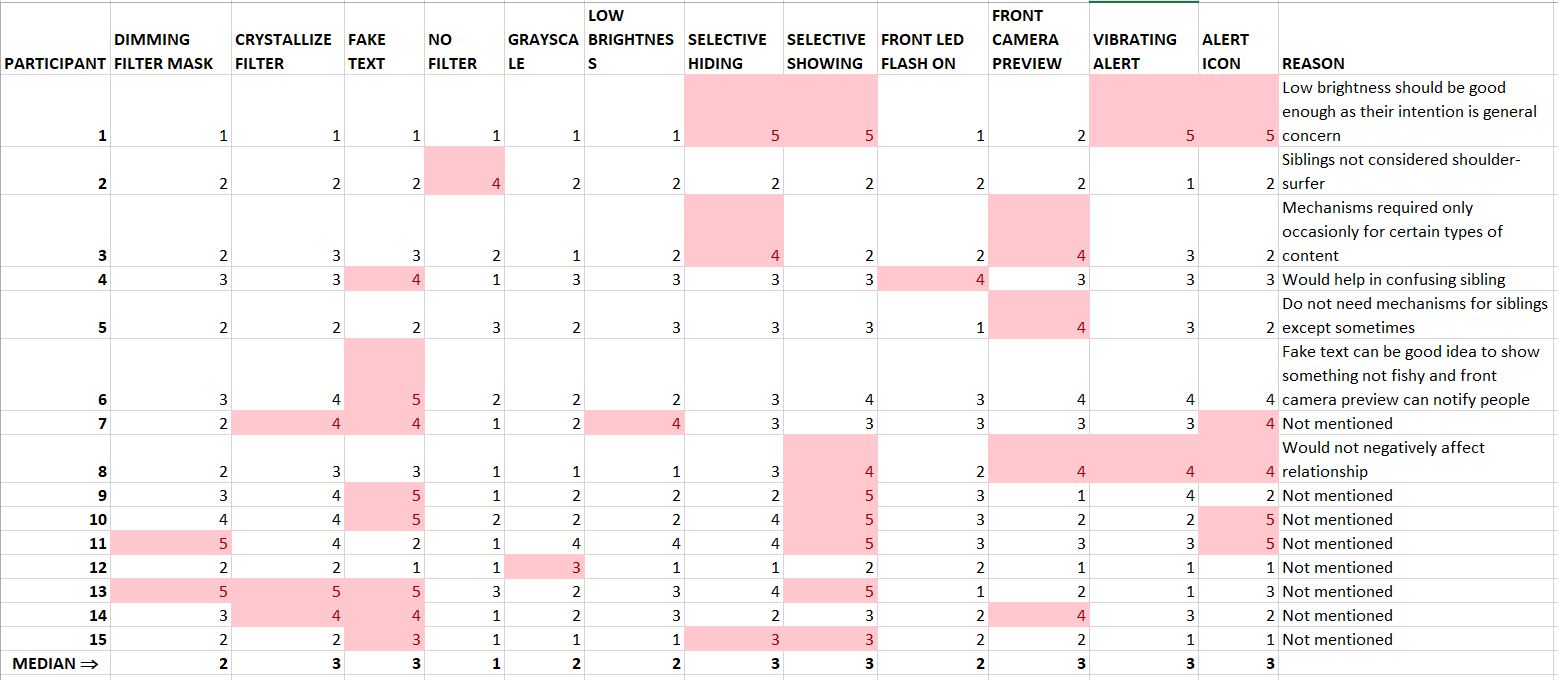 PARTICIPANT DIMMING FILTER MASK CRYSTALLIZE FILTER FAKE TEXT NO FILTER GRAYSCA LE LOW BRIGHTNES S SELECTIVE HIDING SELECTIVE SHOWING FRONT LED FLASH ON FRONT CAMERA PREVIEW VIBRATING ALERT ALERT ICON REASON
1 1 1 1 1 1 1 5 5 1 2 5 5 Low brightness should be good enough as their intention is general concern
2 2 2 2 4 2 2 2 2 2 2 1 2 Siblings not considered shoulder-surfer
3 2 3 3 2 1 2 4 2 2 4 3 2 Mechanisms required only occasionly for certain types of content
4 3 3 4 1 3 3 3 3 4 3 3 3 Would help in confusing sibling
5 2 2 2 3 2 3 3 3 1 4 3 2 Do not need mechanisms for siblings except sometimes
6 3 4 5 2 2 2 3 4 3 4 4 4 Fake text can be good idea to show something not fishy and front camera preview can notify people
7 2 4 4 1 2 4 3 3 3 3 3 4 Not mentioned
8 2 3 3 1 1 1 3 4 2 4 4 4 Would not negatively affect relationship
9 3 4 5 1 2 2 2 5 3 1 4 2 Not mentioned
10 4 4 5 2 2 2 4 5 3 2 2 5 Not mentioned
11 5 4 2 1 4 4 4 5 3 3 3 5 Not mentioned
12 2 2 1 1 3 1 1 2 2 1 1 1 Not mentioned
13 5 5 5 3 2 3 4 5 1 2 1 3 Not mentioned
14 3 4 4 1 2 3 2 3 2 4 3 2 Not mentioned
15 2 2 3 1 1 1 3 3 2 2 1 1 Not mentioned
MEDIAN ⇒ 2 3 3 1 2 2 3 3 2 3 3 3